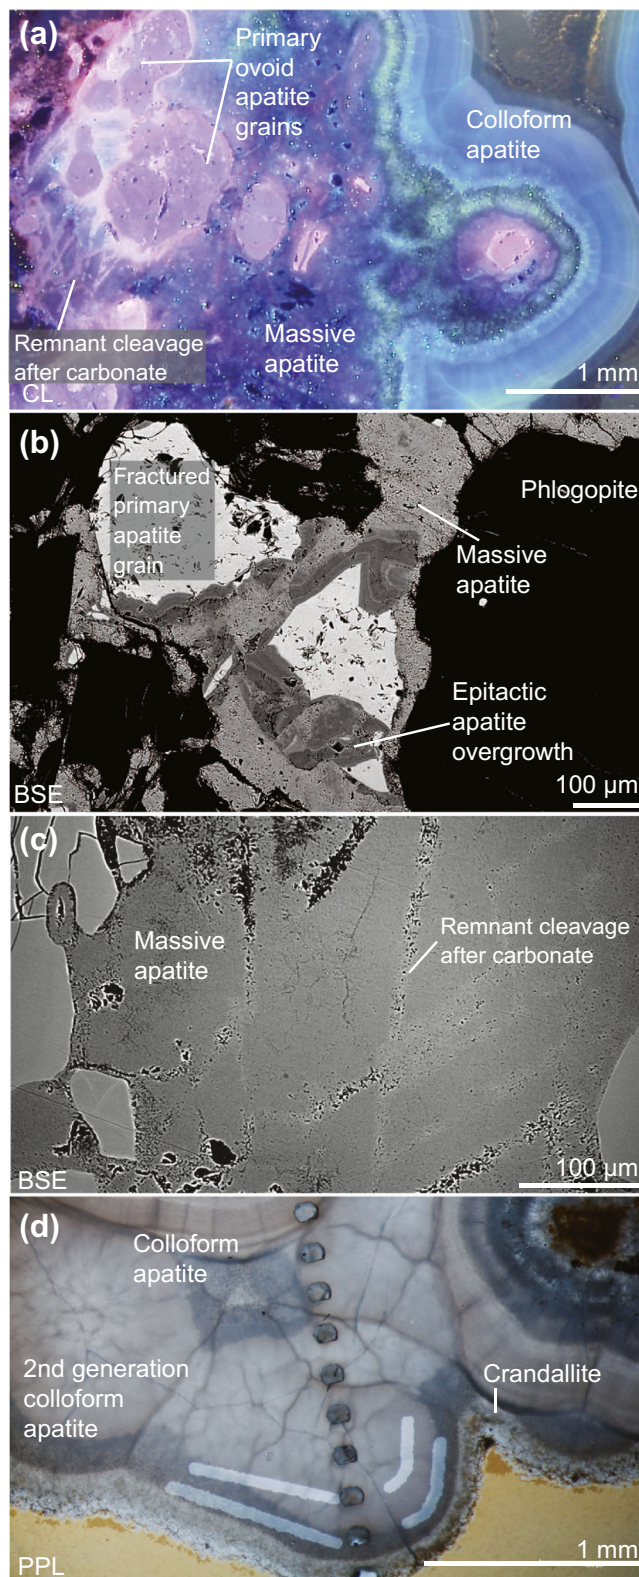 (a)
Primary
ovoid
apatite
grains
Colloform
apatite
Remnant cleavage
after carbonate
Massive
apatite
CL
1 mm
(b)
Fractured
primary
apatite
grain
Phlogopite
Massive
apatite
Epitactic
apatite
overgrowth
BSE
100 µm
(c)
Massive
apatite
Remnant cleavage
after carbonate
BSE
100 µm
(d)
Colloform
apatite
2nd generation
colloform
apatite
Crandallite
PPL
1 mm